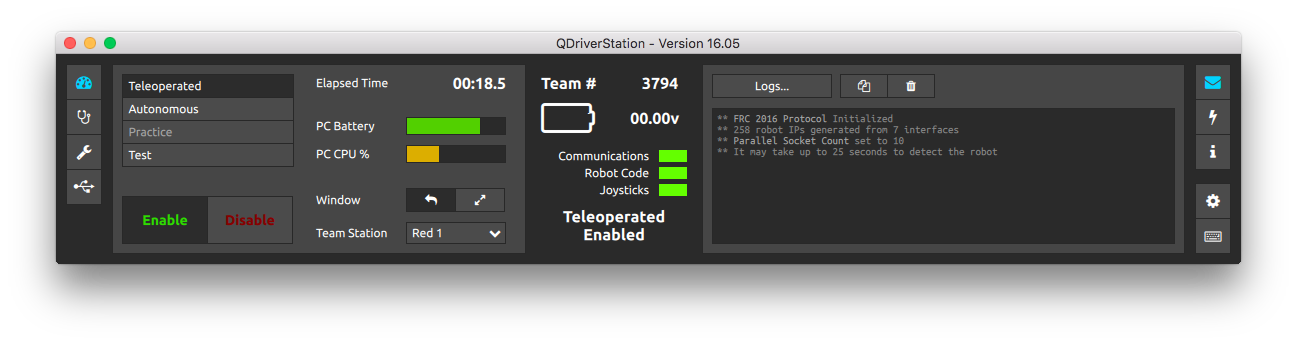 QDriverStation - Version 16.05
Teleoperated
Autonomous
Practice
Test
Enable
Disable
Elapsed Time 00:18.5
PC Battery
PC CPU %
Window
Team Station Red 1
Team # 3794
00.00v
Communications
Robot Code
Joysticks
Teleoperated
Enabled
Logs...
** FRC 2016 Protocol Initialized
** 258 robot IPs generated from 7 interfaces
** Parallel Socket Count set to 10
** It may take up to 25 seconds to detect the robot